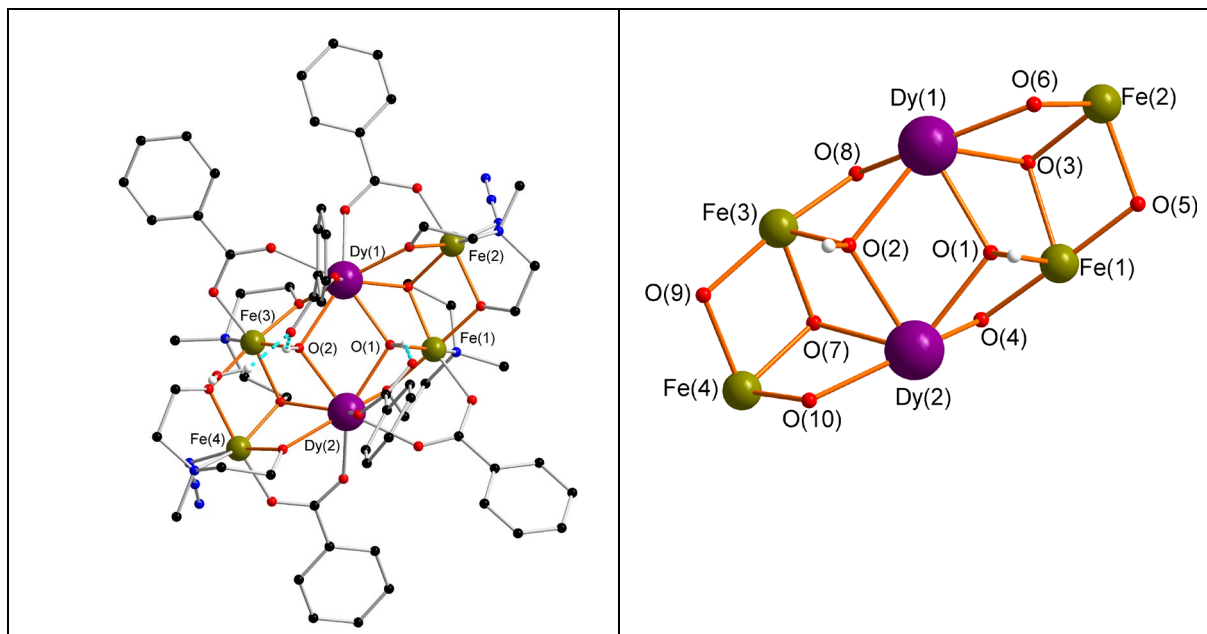 Dy(1)
Fe(2)
Fe(3)
O(2)
O(1)
Fe(1)
Fe(4)
Dy(2)
O(6)
Fe(2)
Dy(1)
O(8)
O(3)
Fe(3)
O(5)
O(2)
O(1)
Fe(1)
O(9)
O(7)
O(4)
Fe(4)
Dy(2)
O(10)